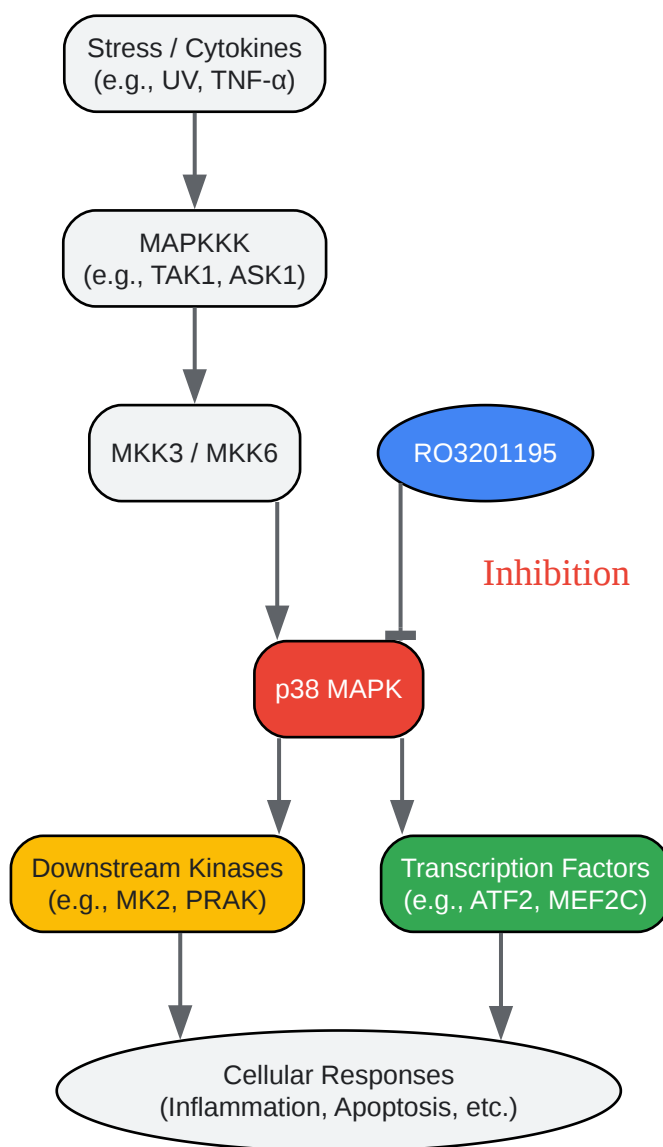 Stress / Cytokines
(e.g., UV, TNF-α)
MAPKKK
(e.g., TAK1, ASK1)
MKK3 / MKK6
RO3201195
Inhibition
p38 MAPK
Downstream Kinases
(e.g., MK2, PRAK)
Transcription Factors
(e.g., ATF2, MEF2C)
Cellular Responses
(Inflammation, Apoptosis, etc.)